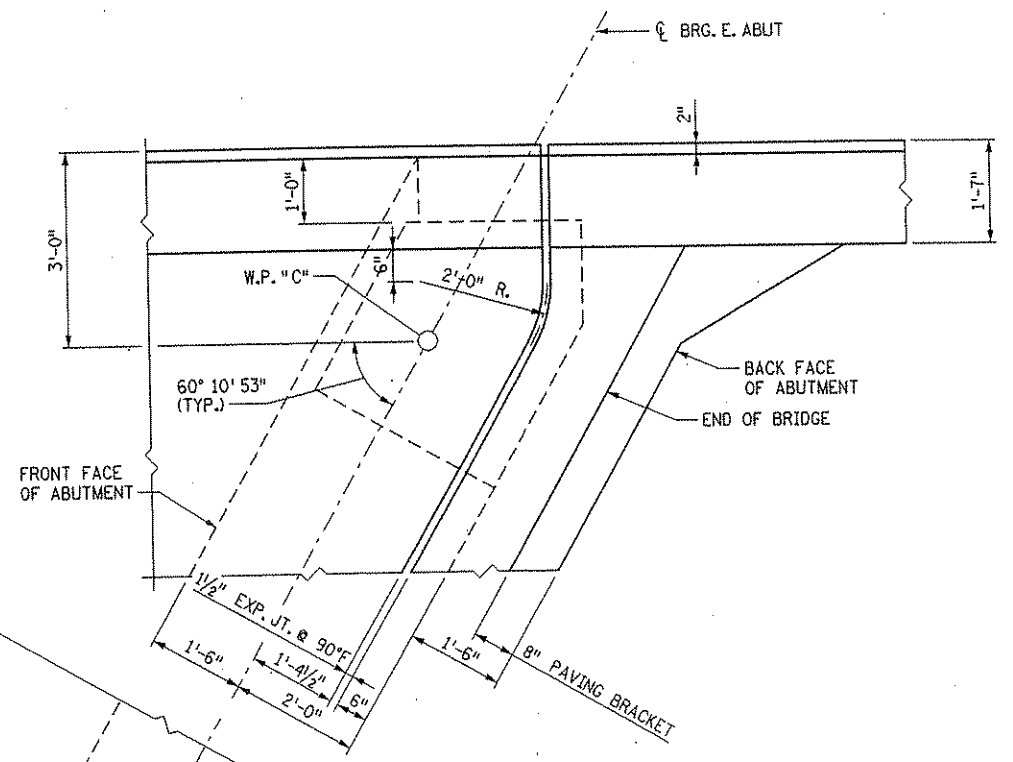 ℄ BRG. E. ABUT
2"
1'-0"
1'-7"
3'-0"
6"
W.P. "C"
2'-0" R.
60° 10' 53"
(TYP.)
BACK FACE
OF ABUTMENT
END OF BRIDGE
FRONT FACE
OF ABUTMENT
1½" EXP. JT. @ 90°F
1'-6"
1'-4½"
2'-0"
6"
1'-6"
8" PAVING BRACKET